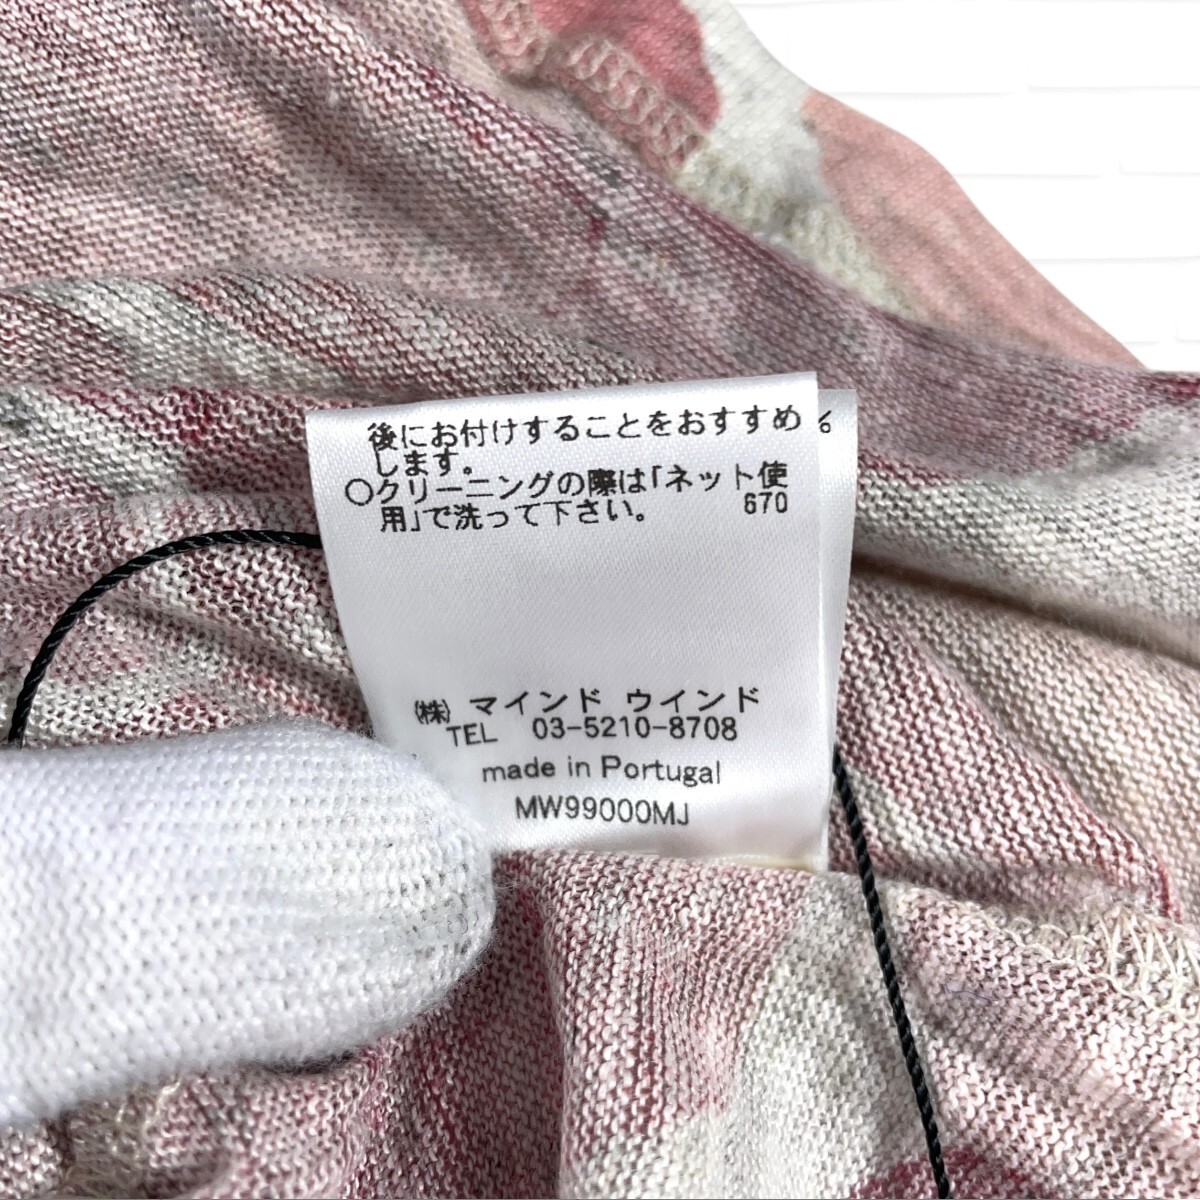 後にお付けすることをおすすめ
します。
○クリーニングの際は「ネット使
用」で洗って下さい。 670
%
㈱ マインド ウインド
TEL 03-5210-8708
made in Portugal
MW99000MJ